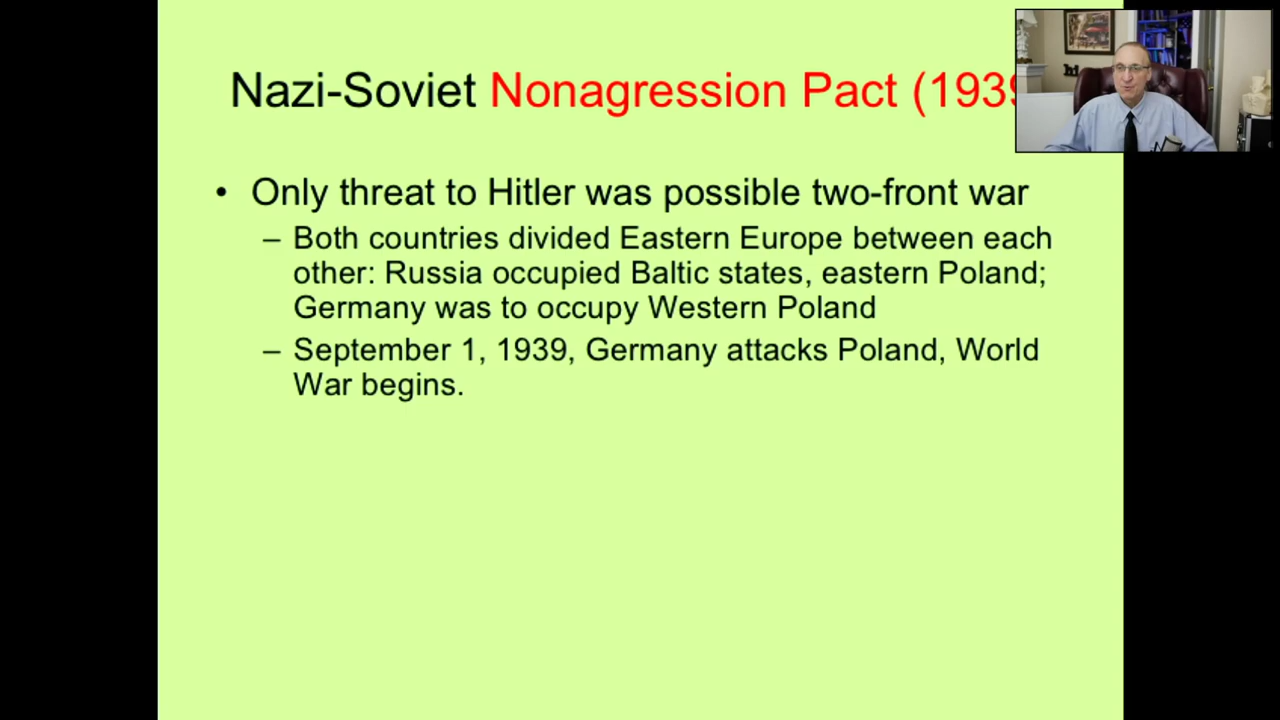 Nazi-Soviet Nonagression Pact (1939
• Only threat to Hitler was possible two-front war
– Both countries divided Eastern Europe between each
other: Russia occupied Baltic states, eastern Poland;
Germany was to occupy Western Poland
– September 1, 1939, Germany attacks Poland, World
War begins.